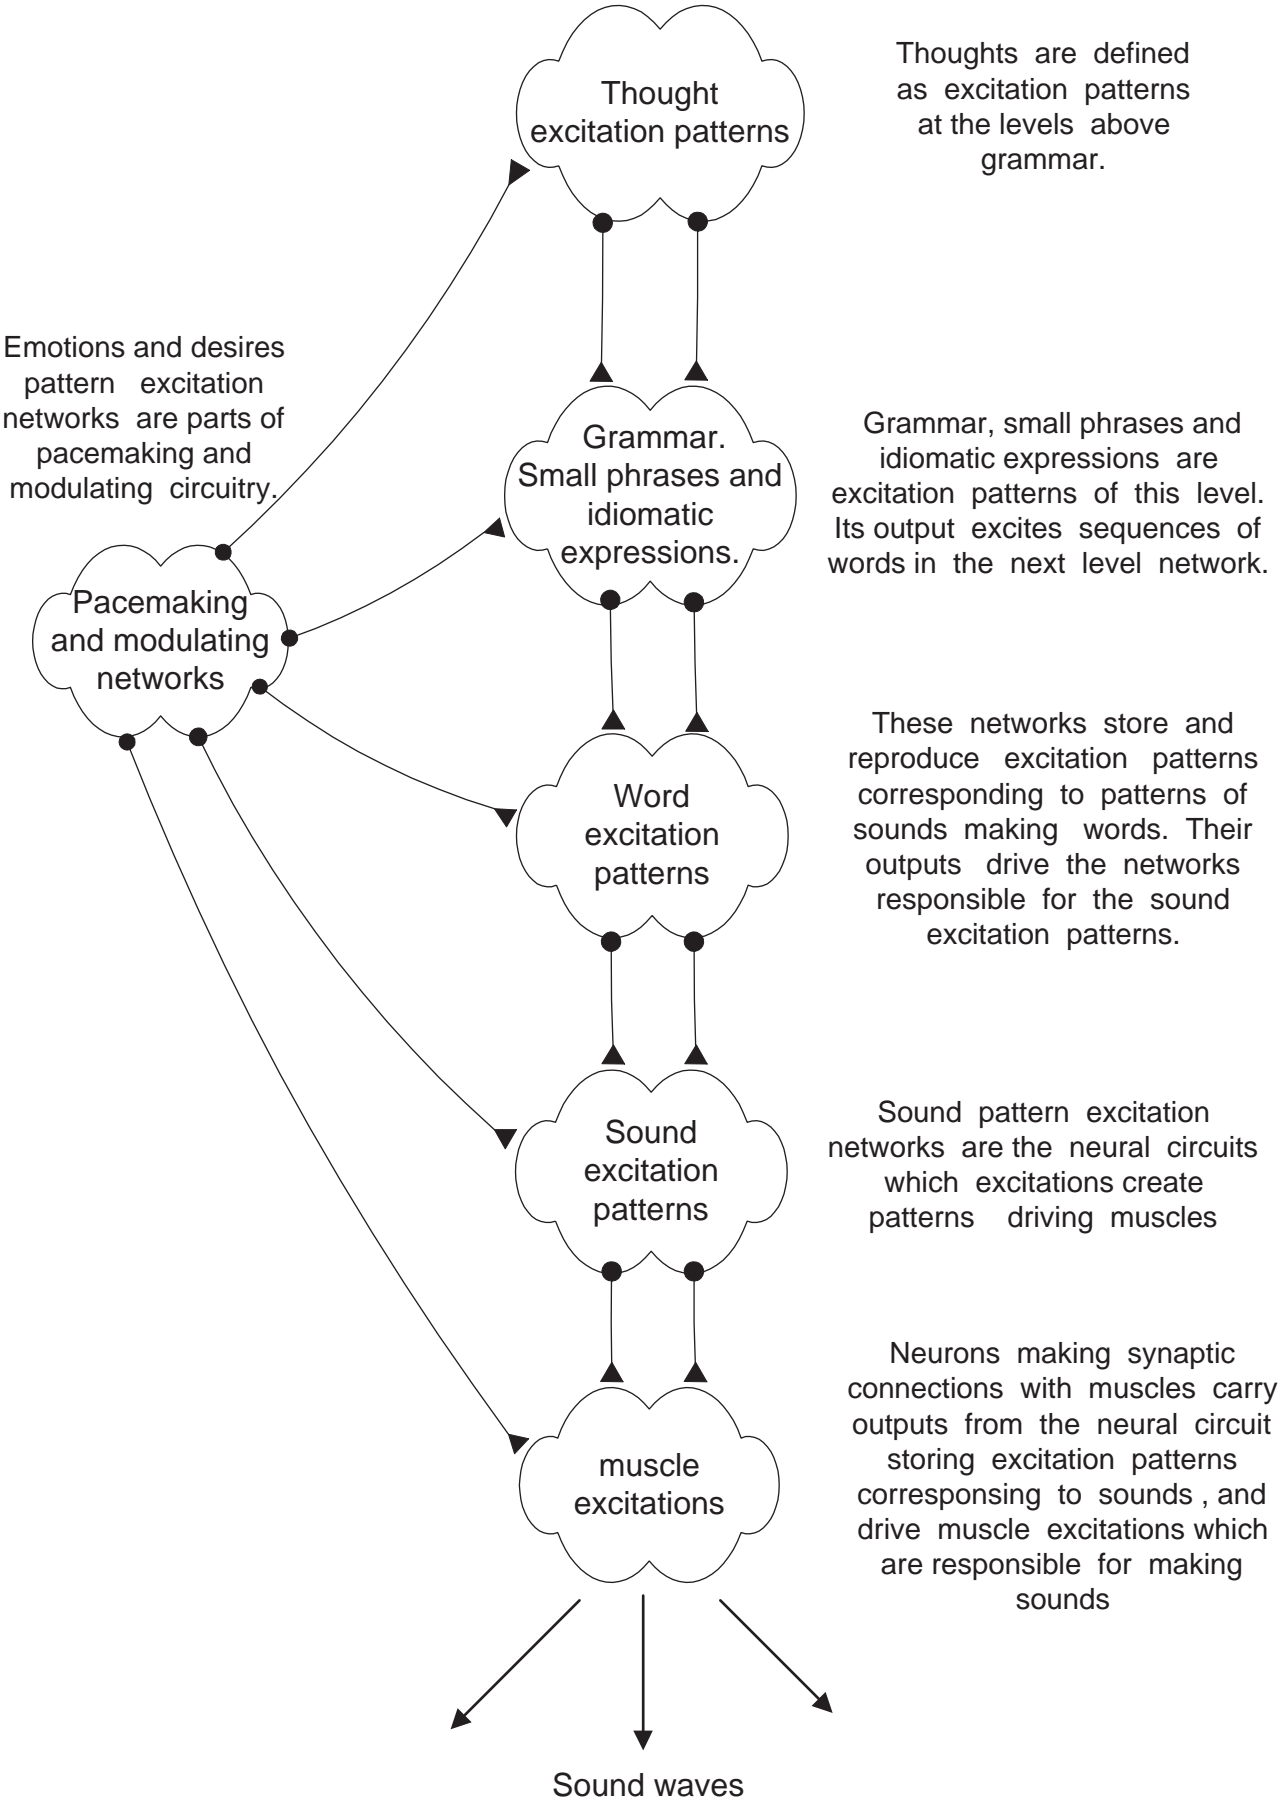 Thought
excitation patterns
Thoughts are defined
as excitation patterns
at the levels above
grammar.
Emotions and desires
pattern excitation
networks are parts of
pacemaking and
modulating circuitry.
Grammar.
Small phrases and
idiomatic
expressions.
Grammar, small phrases and
idiomatic expressions are
excitation patterns of this level.
Its output excites sequences of
words in the next level network.
Pacemaking
and modulating
networks
Word
excitation
patterns
These networks store and
reproduce excitation patterns
corresponding to patterns of
sounds making words. Their
outputs drive the networks
responsible for the sound
excitation patterns.
Sound
excitation
patterns
Sound pattern excitation
networks are the neural circuits
which excitations create
patterns driving muscles
muscle
excitations
Neurons making synaptic
connections with muscles carry
outputs from the neural circuit
storing excitation patterns
corresponsing to sounds , and
drive muscle excitations which
are responsible for making
sounds
Sound waves